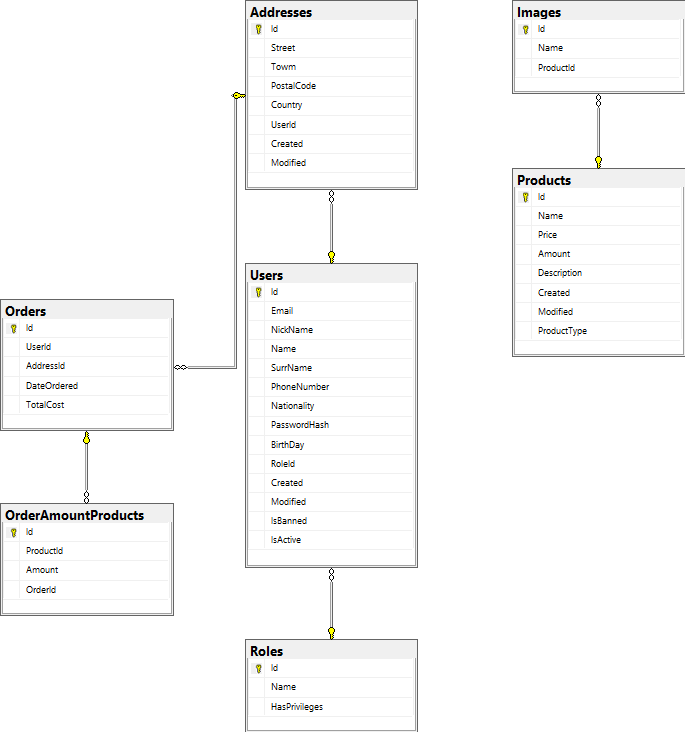 Addresses
Id
Street
Towm
PostalCode
Country
UserId
Created
Modified
Images
Id
Name
ProductId
Products
Id
Name
Price
Amount
Description
Created
Modified
ProductType
Users
Id
Email
NickName
Name
SurrName
PhoneNumber
Nationality
PasswordHash
BirthDay
RoleId
Created
Modified
IsBanned
IsActive
Orders
Id
UserId
AddressId
DateOrdered
TotalCost
OrderAmountProducts
Id
ProductId
Amount
OrderId
Roles
Id
Name
HasPrivileges